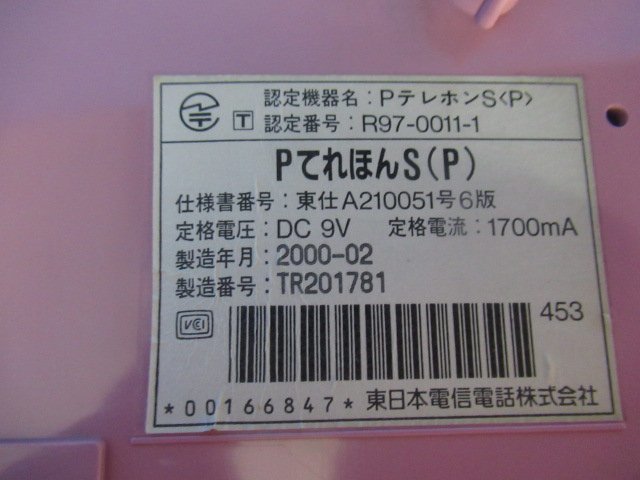 認定機器名：PテレホンS<P>
T 認定番号：R97-0011-1
PてれほんS(P)
仕様書番号：東仕A210051号6版
定格電圧：DC 9V 定格電流：1700mA
製造年月：2000-02
製造番号：TR201781
VCCI
453
*00166847* 東日本電信電話株式会社